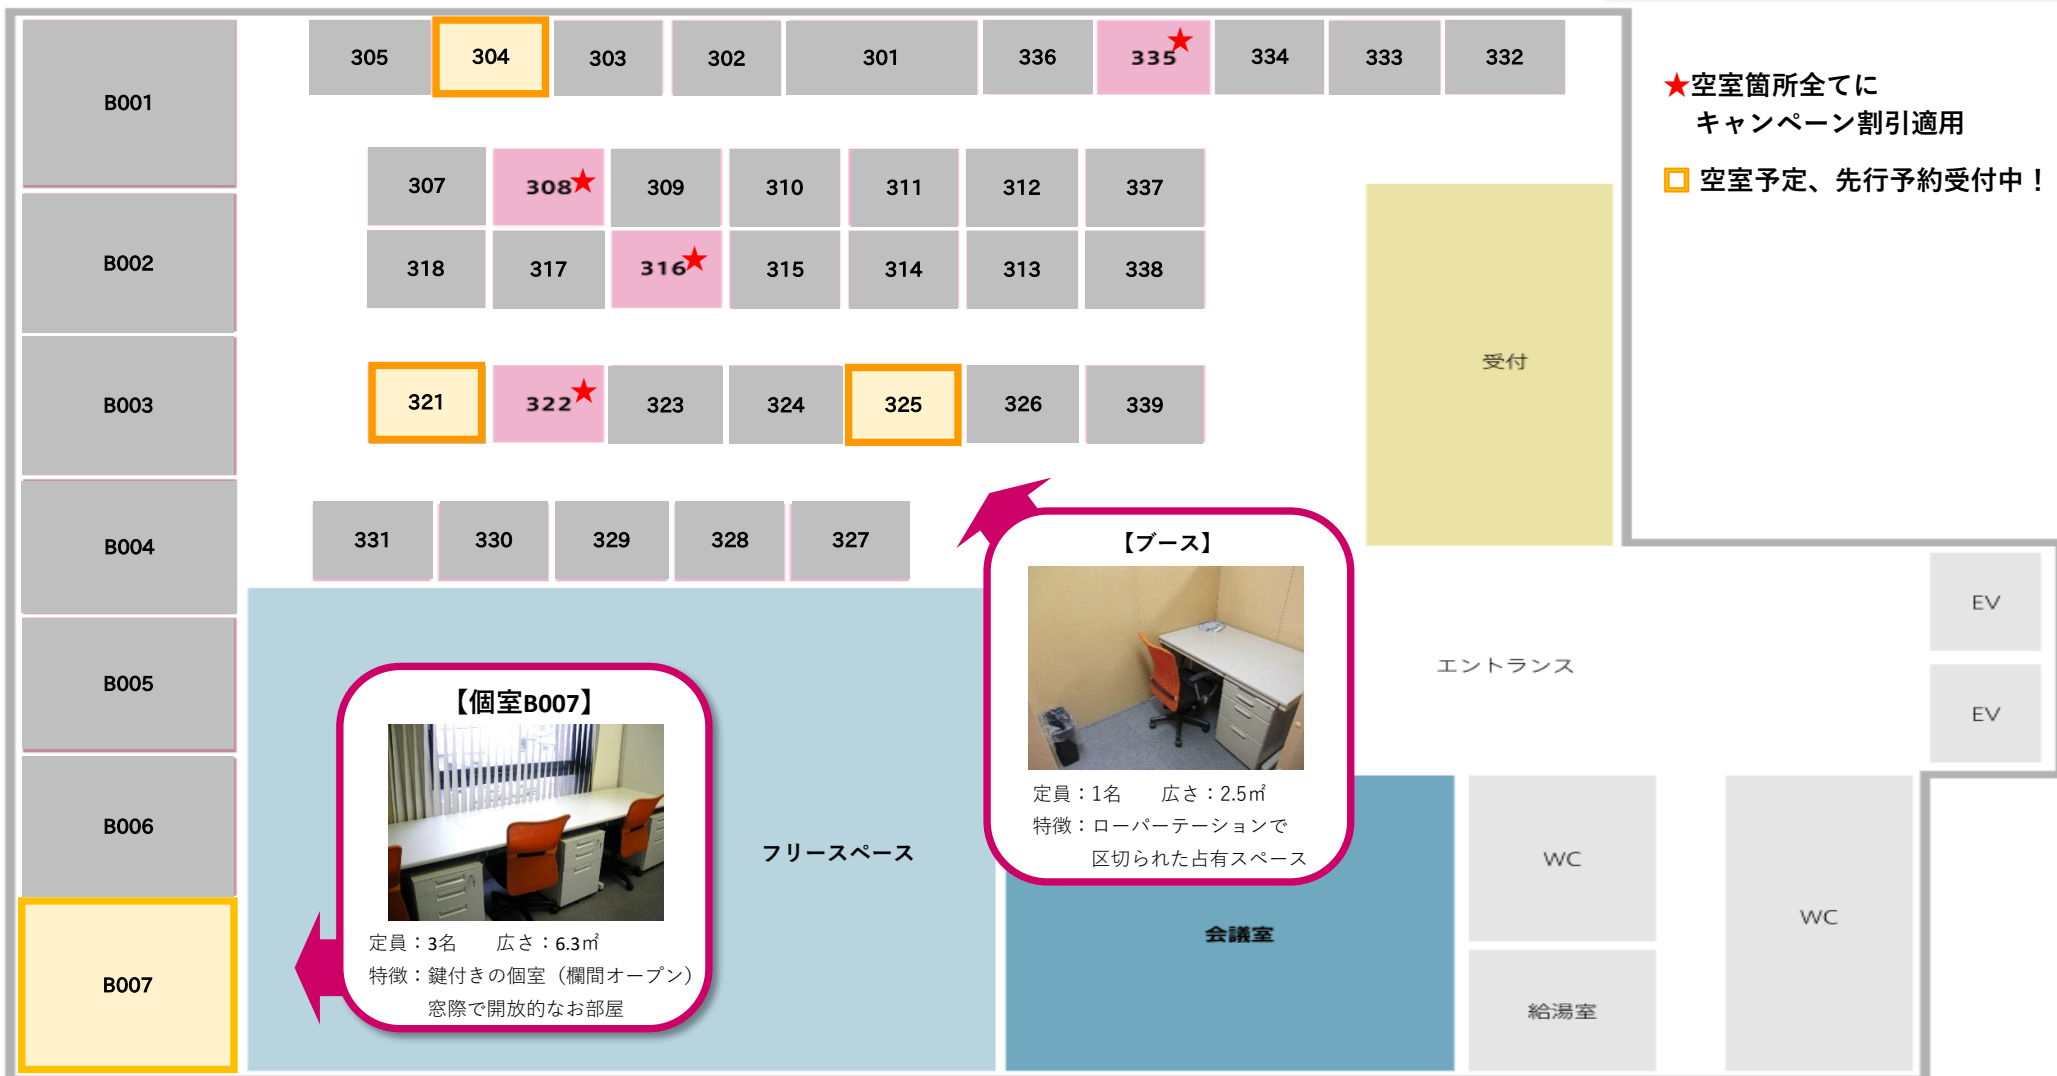 B001
B002
B003
B004
B005
B006
B007
305 304 303 302 301 336 335★ 334 333 332
307 308★ 309 310 311 312 337
318 317 316★ 315 314 313 338
321 322★ 323 324 325 326 339
331 330 329 328 327
★空室箇所全てに
キャンペーン割引適用
空室予定、先行予約受付中！
受付
【ブース】
定員：1名 広さ：2.5㎡
特徴：ローパーテーションで
区切られた占有スペース
【個室B007】
定員：3名 広さ：6.3㎡
特徴：鍵付きの個室（欄間オープン）
窓際で開放的なお部屋
フリースペース
会議室
エントランス
EV
EV
WC
WC
給湯室